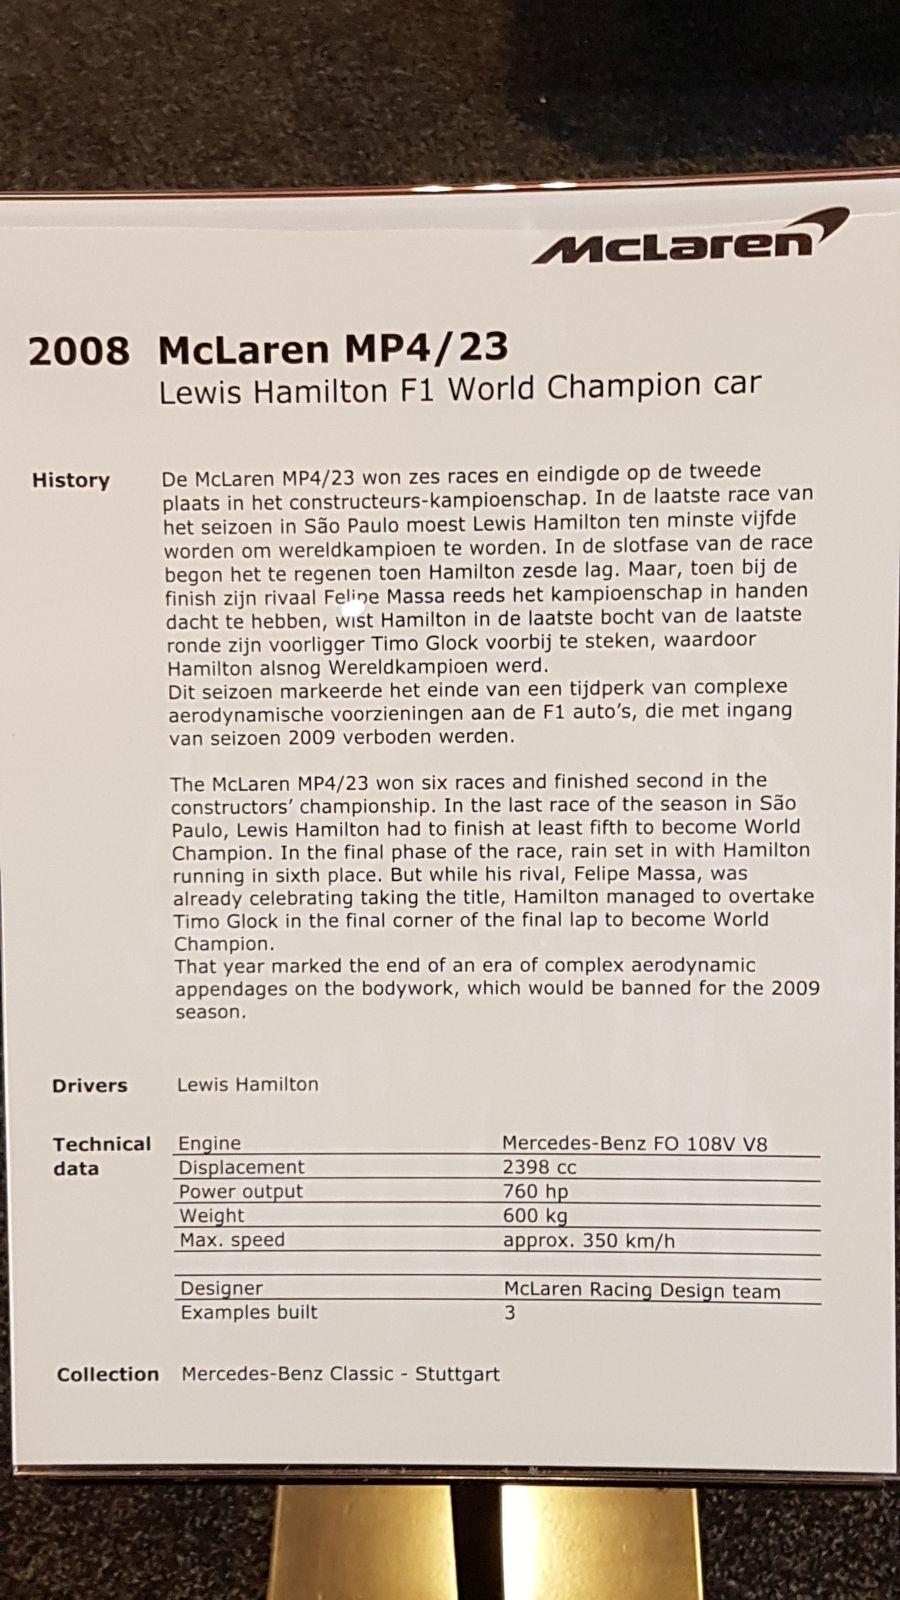 McLaren
2008 McLaren MP4/23
Lewis Hamilton F1 World Champion car
History
De McLaren MP4/23 won zes races en eindigde op de tweede
plaats in het constructeurs-kampioenschap. In de laatste race van
het seizoen in São Paulo moest Lewis Hamilton ten minste vijfde
worden om wereldkampioen te worden. In de slotfase van de race
begon het te regenen toen Hamilton zesde lag. Maar, toen bij de
finish zijn rivaal Felipe Massa reeds het kampioenschap in handen
dacht te hebben, wist Hamilton in de laatste bocht van de laatste
ronde zijn voorligger Timo Glock voorbij te steken, waardoor
Hamilton alsnog Wereldkampioen werd.
Dit seizoen markeerde het einde van een tijdperk van complexe
aerodynamische voorzieningen aan de F1 auto's, die met ingang
van seizoen 2009 verboden werden.
The McLaren MP4/23 won six races and finished second in the
constructors' championship. In the last race of the season in São
Paulo, Lewis Hamilton had to finish at least fifth to become World
Champion. In the final phase of the race, rain set in with Hamilton
running in sixth place. But while his rival, Felipe Massa, was
already celebrating taking the title, Hamilton managed to overtake
Timo Glock in the final corner of the final lap to become World
Champion.
That year marked the end of an era of complex aerodynamic
appendages on the bodywork, which would be banned for the 2009
season.
Drivers Lewis Hamilton
Technical data
Engine Mercedes-Benz FO 108V V8
Displacement 2398 cc
Power output 760 hp
Weight 600 kg
Max. speed approx. 350 km/h
Designer McLaren Racing Design team
Examples built 3
Collection Mercedes-Benz Classic - Stuttgart